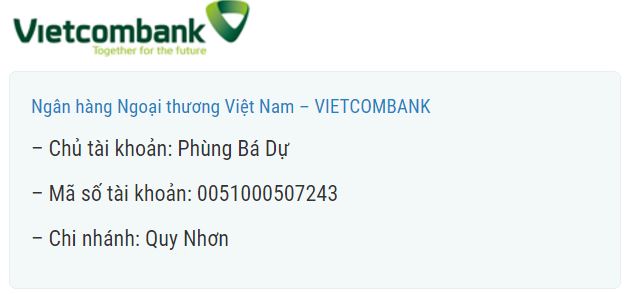 Vietcombank
Together for the future
Ngân hàng Ngoại thương Việt Nam – VIETCOMBANK
– Chủ tài khoản: Phùng Bá Dự
– Mã số tài khoản: 0051000507243
– Chi nhánh: Quy Nhơn